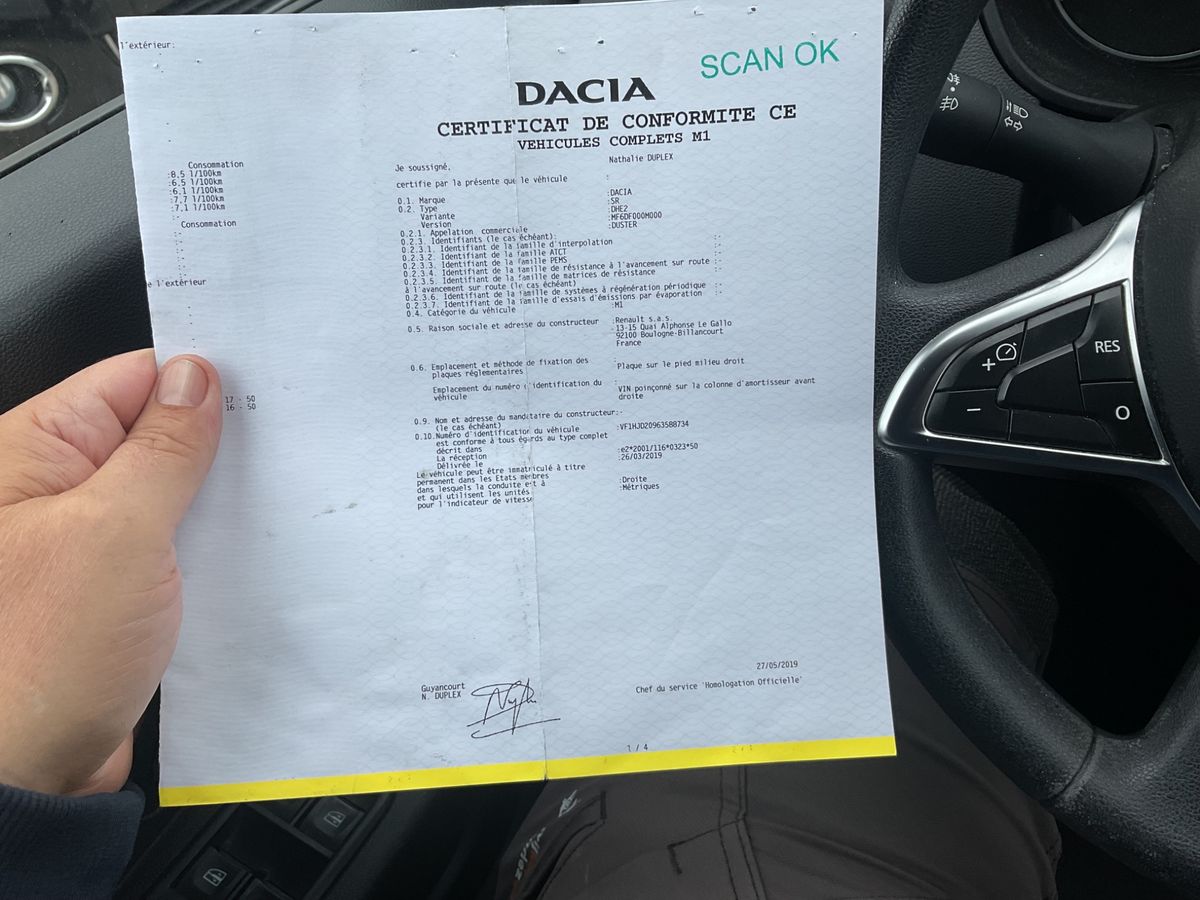 l'extérieur:
Consommation
:8.5 l/100km
:6.5 l/100km
:6.1 l/100km
:7.7 l/100km
:7.1 l/100km
:-
Consommation
:-
:-
:-
:-
e l'extérieur
17 - 50
16 - 50
SCAN OK
DACIA
CERTIFICAT DE CONFORMITE CE
VEHICULES COMPLETS M1
Je soussigné, Nathalie DUPLEX
certifie par la présente que le véhicule :
0.1. Marque :DACIA
0.2. Type :SR
Variante :DHE2
Version :MF6DF000M000
0.2.1. Appelation commerciale :DUSTER
0.2.3. Identifiants (le cas échéant):
0.2.3.1. Identifiant de la famille d'interpolation :-
0.2.3.2. Identifiant de la famille ATCT :-
0.2.3.3. Identifiant de la famille PEMS :-
0.2.3.4. Identifiant de la famille de résistance à l'avancement sur route :-
0.2.3.5. Identifiant de la famille de matrices de résistance
à l'avancement sur route (le cas échéant) :-
0.2.3.6. Identifiant de la famille de systèmes à régénération périodique :-
0.2.3.7. Identifiant de la famille d'essais d'émissions par évaporation :-
0.4. Catégorie du véhicule :M1
0.5. Raison sociale et adresse du constructeur :Renault s.a.s.
13-15 Quai Alphonse Le Gallo
92100 Boulogne-Billancourt
France
0.6. Emplacement et méthode de fixation des
plaques réglementaires :Plaque sur le pied milieu droit
Emplacement du numéro d'identification du
véhicule :VIN poinçonné sur la colonne d'amortisseur avant
droite
0.9. Nom et adresse du mandataire du constructeur:-
(le cas échéant)
0.10.Numéro d'identification du véhicule :VF1HJD20963588734
est conforme à tous égards au type complet
décrit dans
La réception :e2*2001/116*0323*50
Délivrée le :26/03/2019
Le véhicule peut être immatriculé à titre
permanent dans les Etats membres
dans lesquels la conduite est à :Droite
et qui utilisent les unités :Métriques
pour l'indicateur de vitesse
27/05/2019
Guyancourt
N. DUPLEX
Chef du service 'Homologation Officielle'
1 / 4
+
RES
-
O